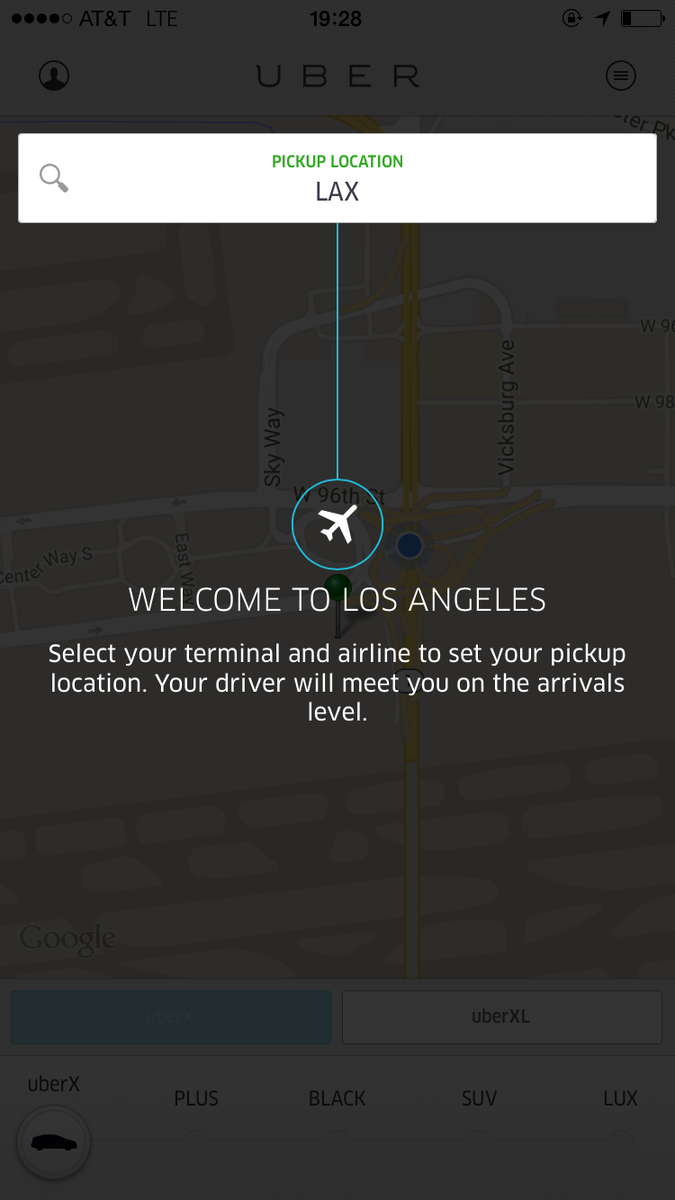 AT&T LTE 19:28
UBER
PICKUP LOCATION
LAX
W 96
W 98
Vicksburg Ave
Sky Way
W 96th St
Center Way S
East Way
WELCOME TO LOS ANGELES
Select your terminal and airline to set your pickup
location. Your driver will meet you on the arrivals
level.
Google
uberX uberXL
uberX PLUS BLACK SUV LUX